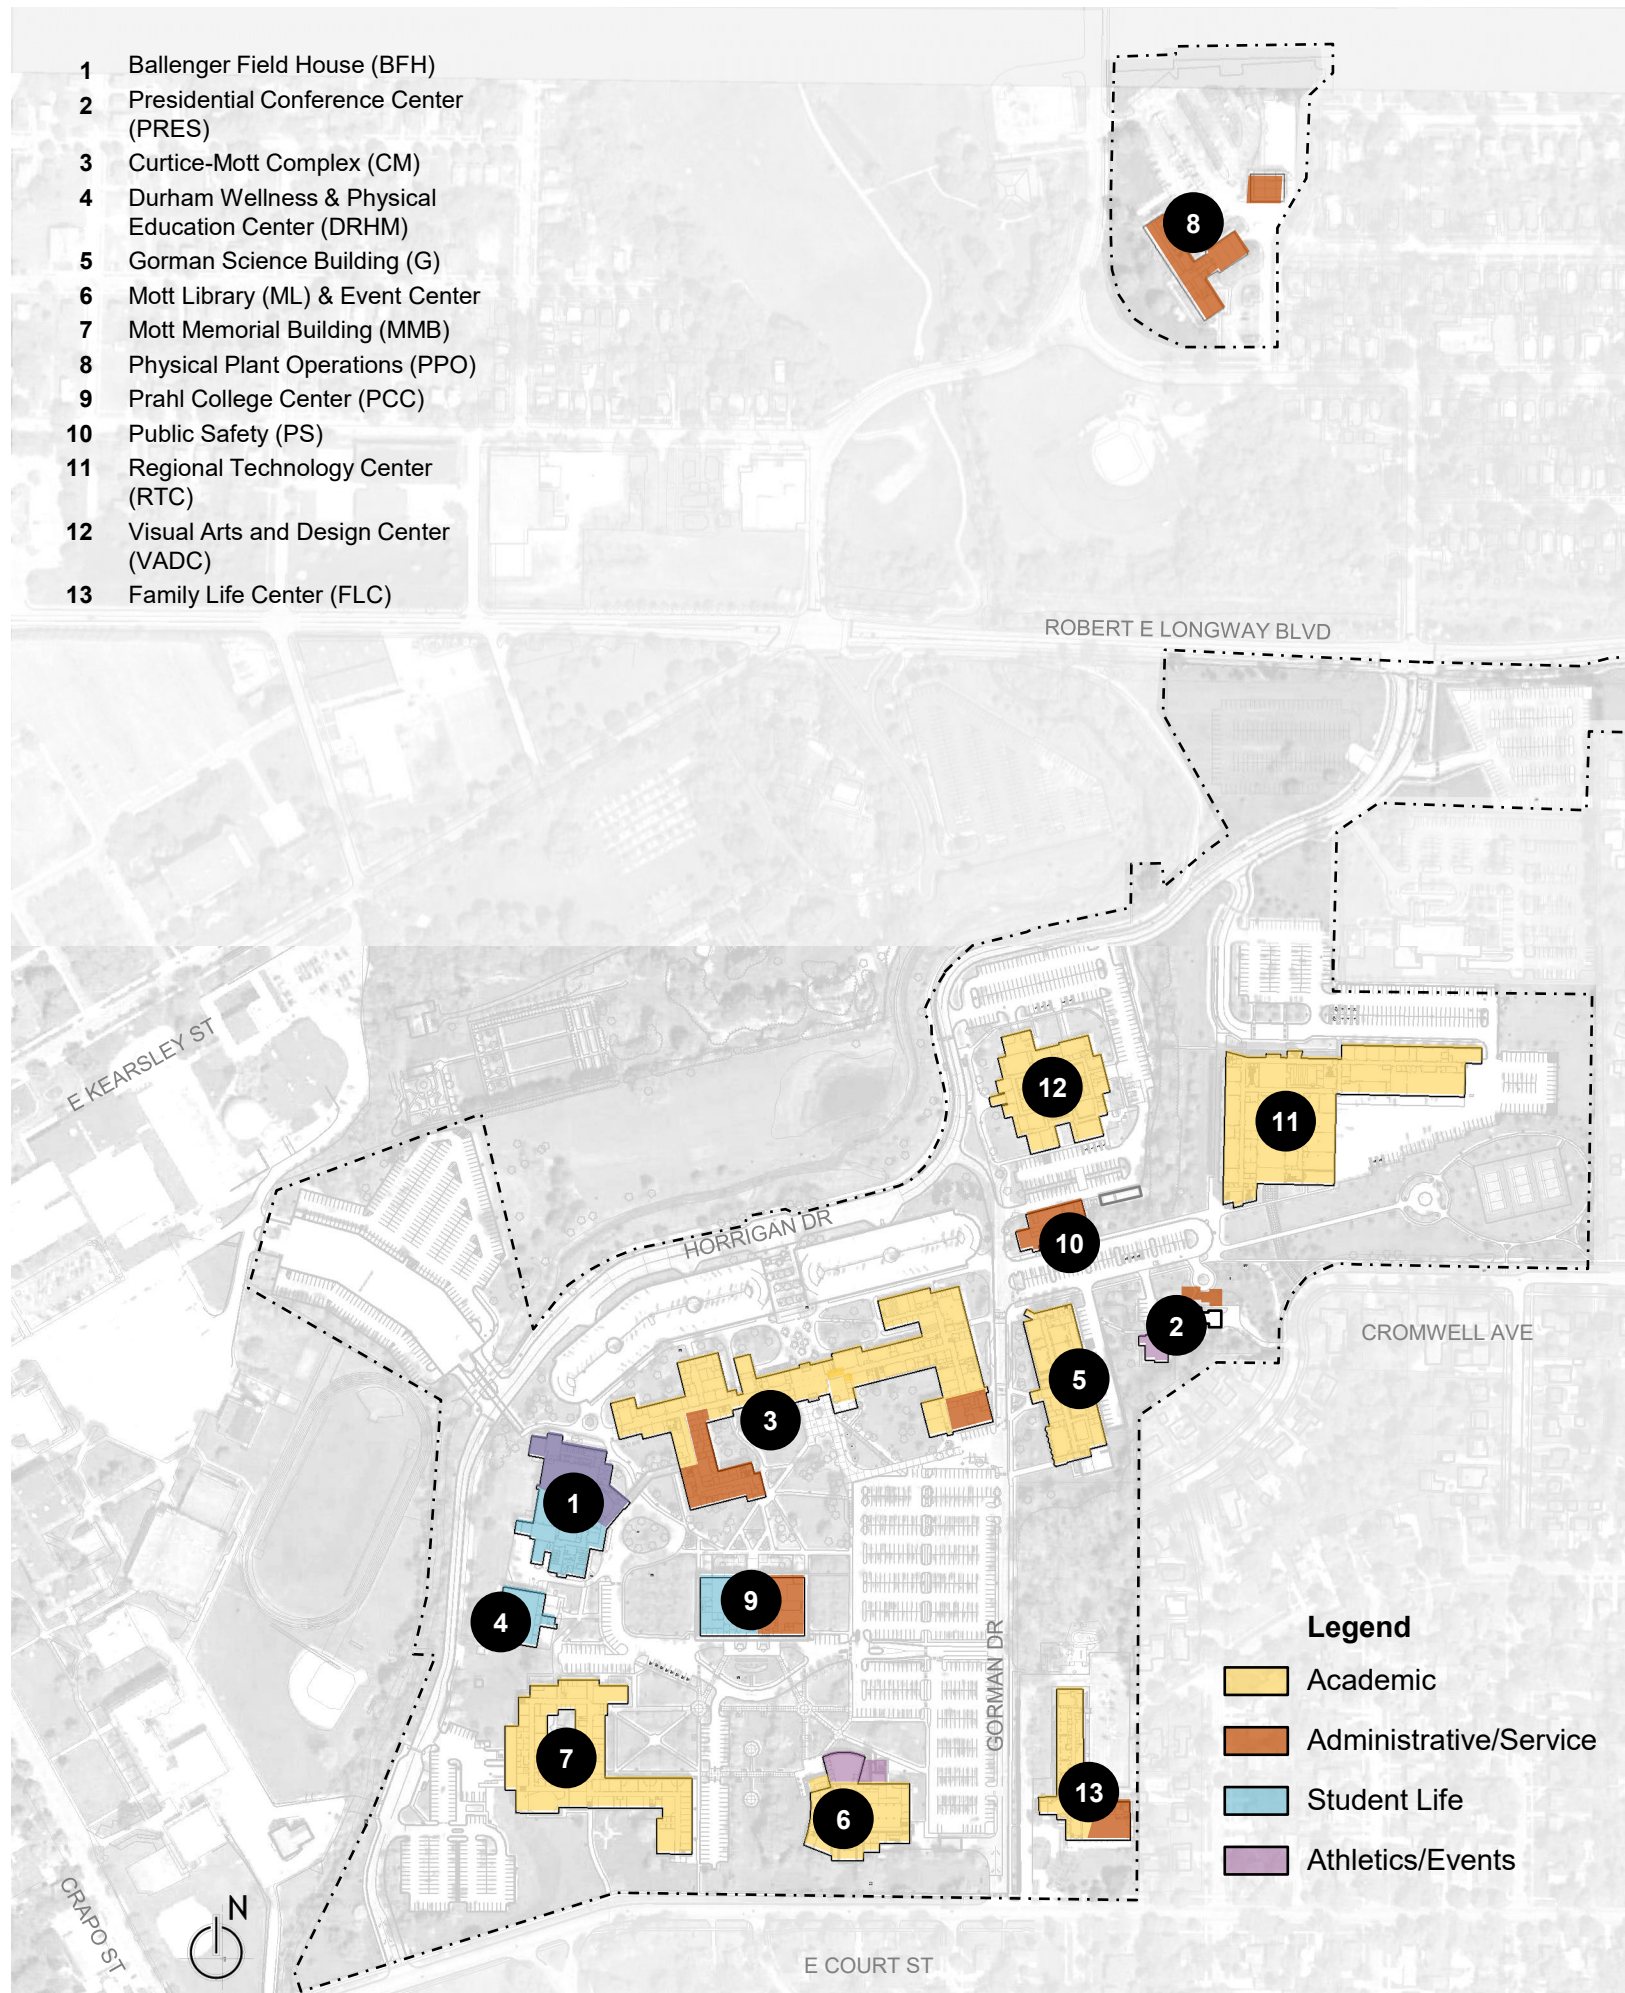 1 Ballenger Field House (BFH)
2 Presidential Conference Center
(PRES)
3 Curtice-Mott Complex (CM)
4 Durham Wellness & Physical
Education Center (DRHM)
5 Gorman Science Building (G)
6 Mott Library (ML) & Event Center
7 Mott Memorial Building (MMB)
8 Physical Plant Operations (PPO)
9 Prahl College Center (PCC)
10 Public Safety (PS)
11 Regional Technology Center
(RTC)
12 Visual Arts and Design Center
(VADC)
13 Family Life Center (FLC)
8
ROBERT E LONGWAY BLVD
E KEARSLEY ST
12
11
HORRIGAN DR
10
2
CROMWELL AVE
5
3
1
9
4
GORMAN DR
7
13
6
Legend
Academic
Administrative/Service
Student Life
Athletics/Events
CRAPO ST
N
E COURT ST